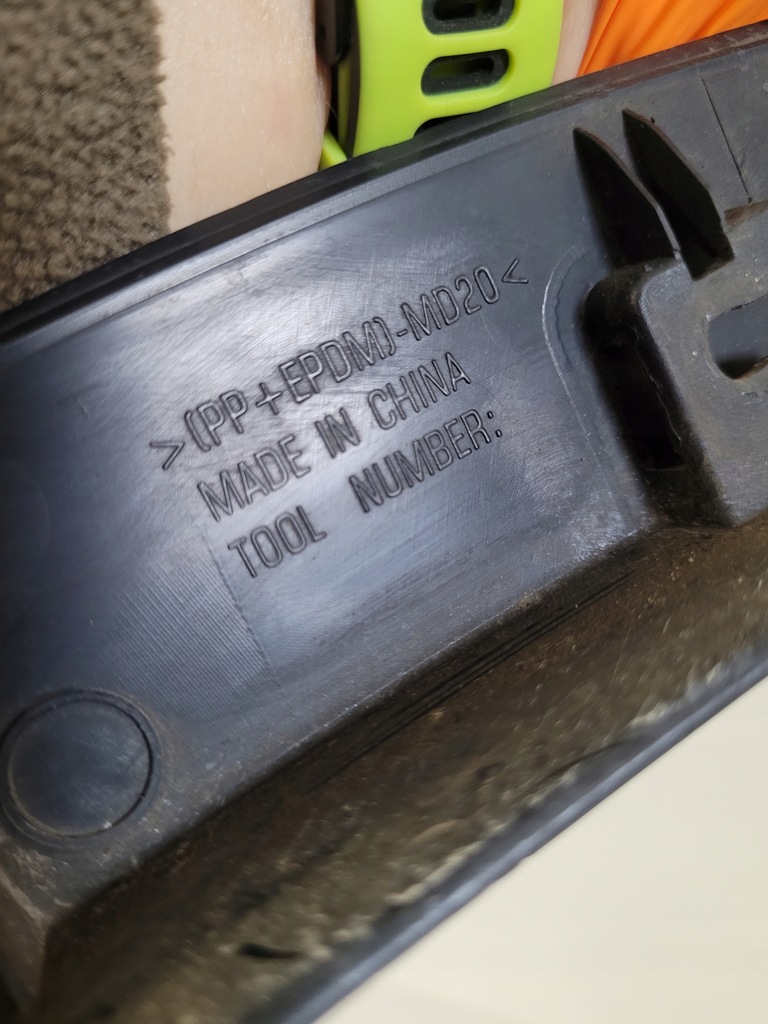 >(PP+EPDM)-MD20<
MADE IN CHINA
TOOL NUMBER: